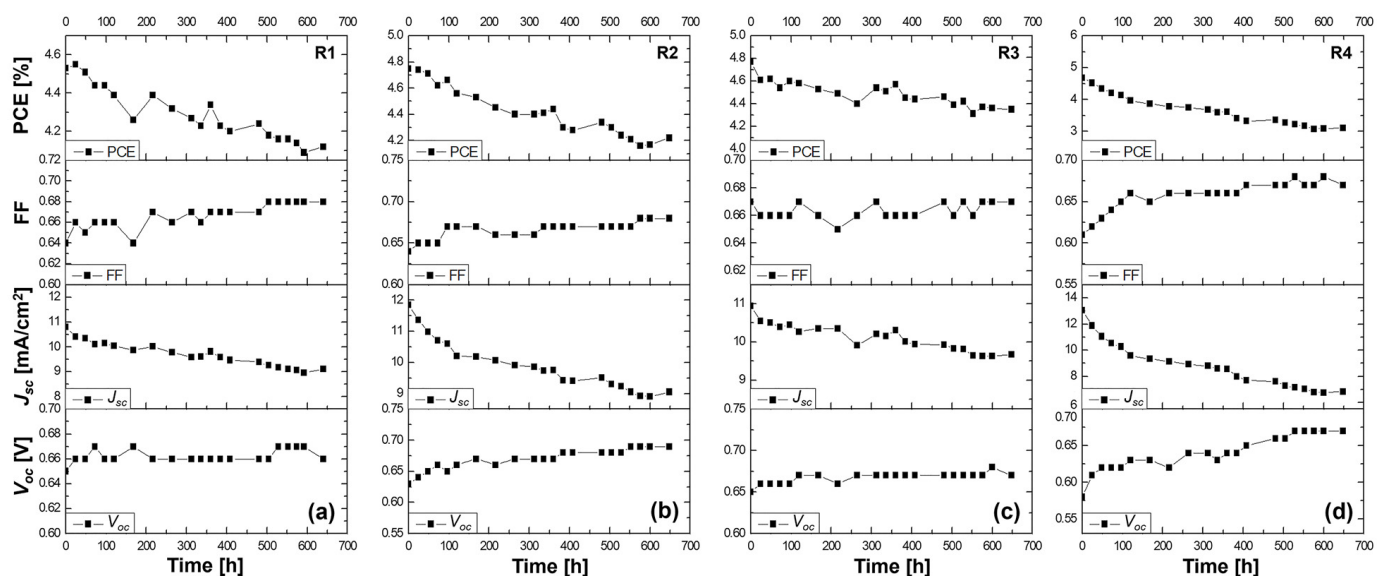 0 100 200 300 400 500 600 700 0 100 200 300 400 500 600 700 0 100 200 300 400 500 600 700 0 100 200 300 400 500 600 700
R1 R2 R3 R4
PCE [%]
4.6 4.4 4.2
5.0 4.8 4.6 4.4 4.2
5.0 4.8 4.6 4.4 4.2 4.0
6 5 4 3
PCE PCE PCE PCE
FF
0.72 0.70 0.68 0.66 0.64 0.62 0.60
0.75 0.70 0.65 0.60
0.70 0.68 0.66 0.64 0.62
0.70 0.65 0.60 0.55
FF FF FF FF
Jsc [mA/cm²]
12 11 10 9 8
12 11 10 9
11 10 9
14 12 10 8 6
Jsc Jsc Jsc Jsc
Voc [V]
0.70 0.68 0.66 0.64 0.62 0.60
0.75 0.70 0.65 0.60 0.55
0.75 0.70 0.65 0.60
0.70 0.65 0.60 0.55
Voc Voc Voc Voc
(a) (b) (c) (d)
0 100 200 300 400 500 600 700 0 100 200 300 400 500 600 700 0 100 200 300 400 500 600 700 0 100 200 300 400 500 600 700
Time [h] Time [h] Time [h] Time [h]